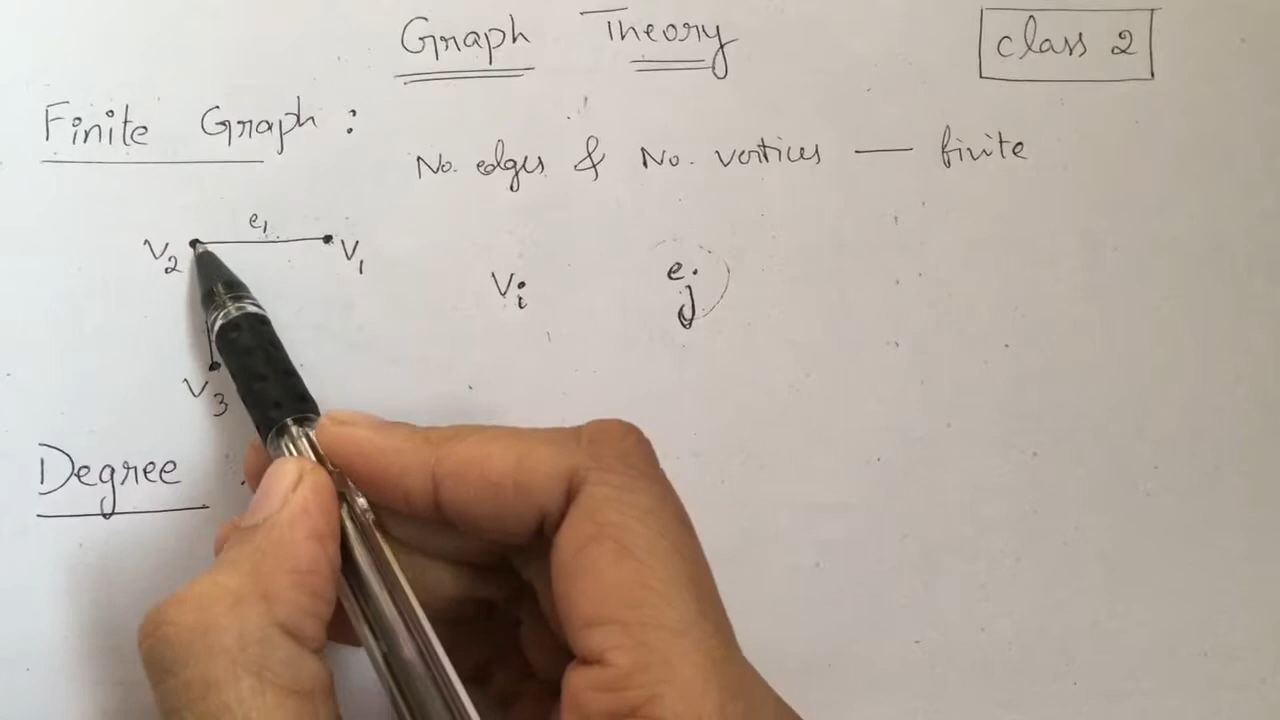 Graph Theory
class 2
Finite Graph :
No. edges & No. vertices — finite
e1
V2 V1
Vi ej
V3
Degree